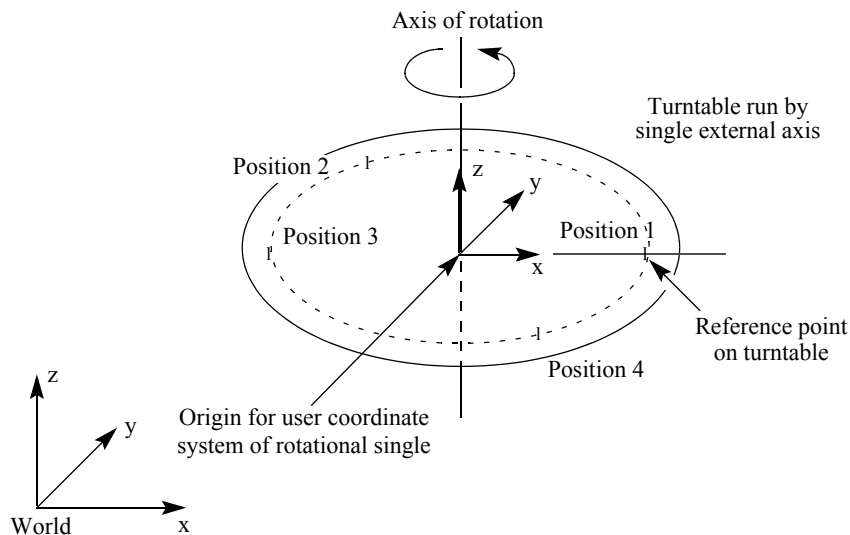 Axis of rotation
Turntable run by
single external axis
Position 2
z
y
Position 3
Position 1
x
Reference point
on turntable
Position 4
Origin for user coordinate
system of rotational single
z
y
x
World